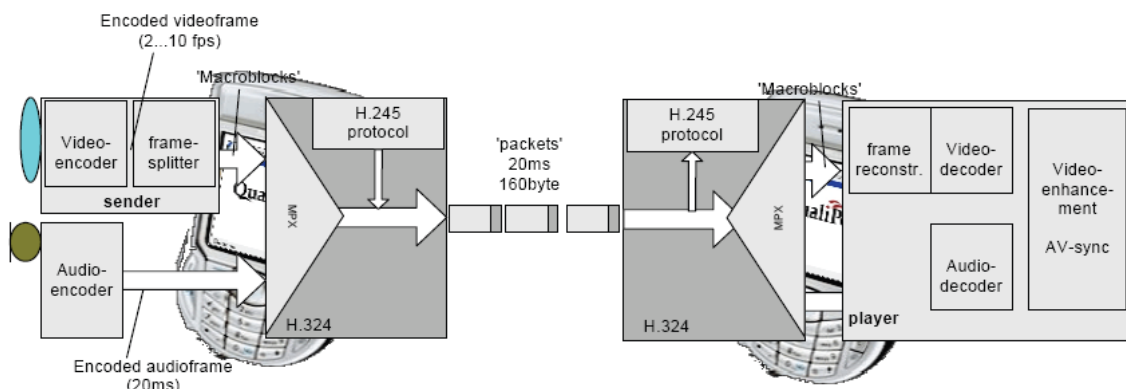 Encoded videoframe
(2...10 fps)
'Macroblocks'
Video-
encoder
frame-
splitter
sender
H.245
protocol
MPX
H.324
Audio-
encoder
Encoded audioframe
(20ms)
'packets'
20ms
160byte
H.245
protocol
MPX
H.324
'Macroblocks'
frame
reconstr.
Video-
decoder
Video-
enhance-
ment
AV-sync
Audio-
decoder
player